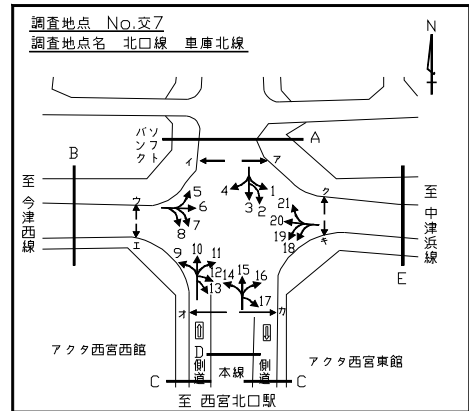 調査地点 No.交7
調査地点名 北口線 車庫北線
N
ソフト
バンク
A
B
イ
ア
至 今津西線
ウ
エ
5
6
7
8
4
3
2
1
ク
キ
21
20
19
18
至 中津浜線
E
9
10
11
12
13
14
15
16
17
オ
カ
アクタ西宮西館
アクタ西宮東館
D
側道
本線
側道
C
C
至 西宮北口駅